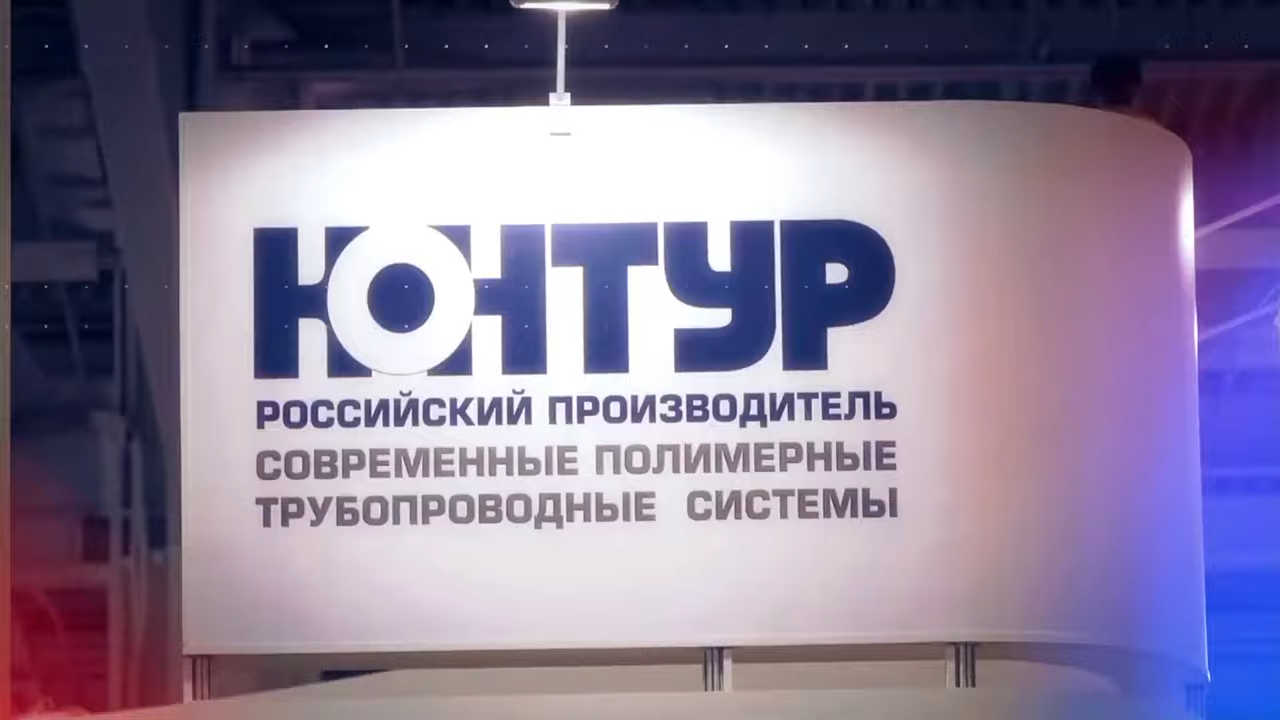 КОНТУР
РОССИЙСКИЙ ПРОИЗВОДИТЕЛЬ
СОВРЕМЕННЫЕ ПОЛИМЕРНЫЕ
ТРУБОПРОВОДНЫЕ СИСТЕМЫ